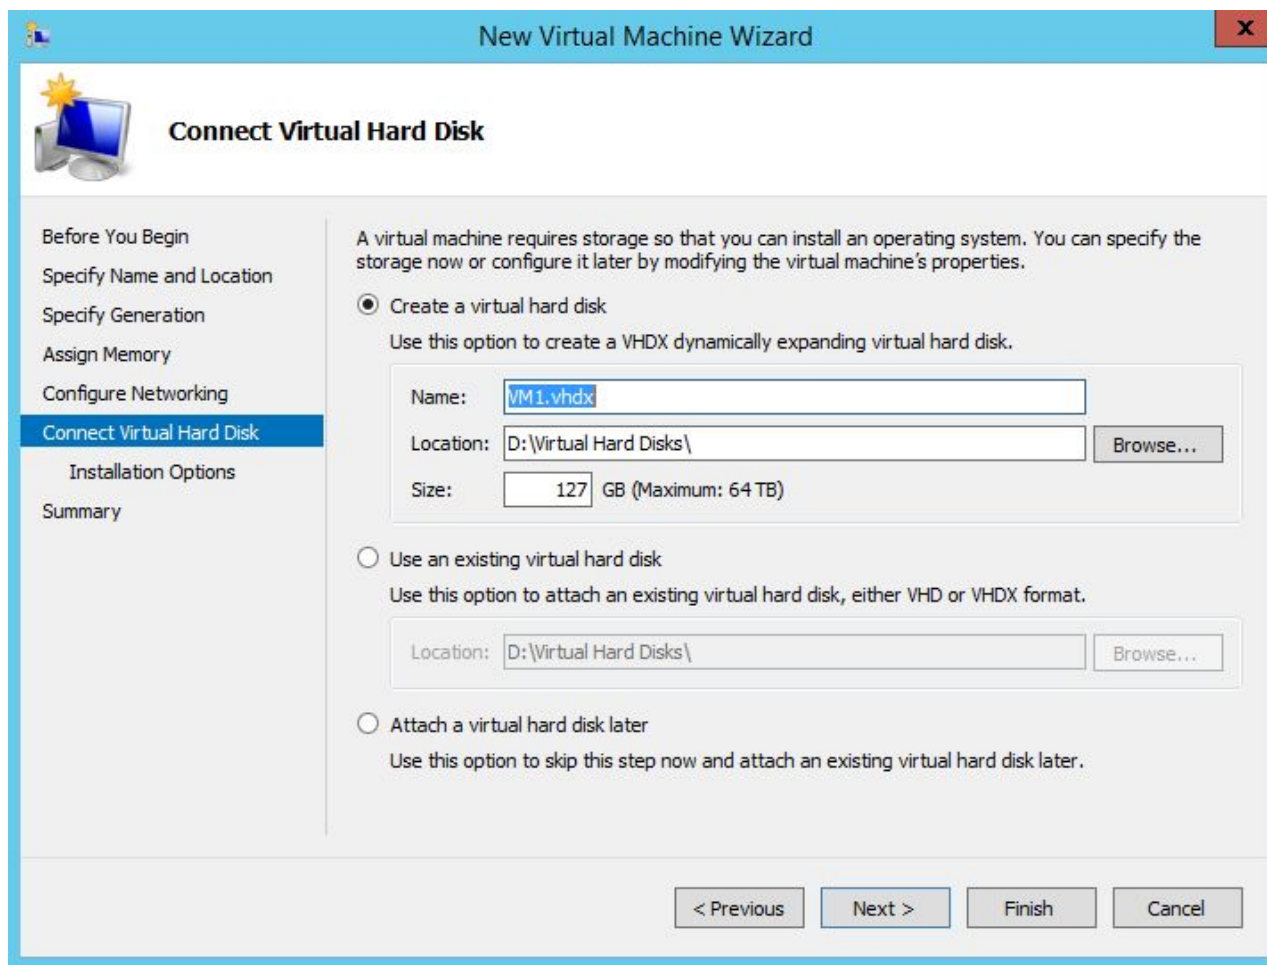 New Virtual Machine Wizard
x
Connect Virtual Hard Disk
Before You Begin
Specify Name and Location
Specify Generation
Assign Memory
Configure Networking
Connect Virtual Hard Disk
Installation Options
Summary
A virtual machine requires storage so that you can install an operating system. You can specify the
storage now or configure it later by modifying the virtual machine's properties.
Create a virtual hard disk
Use this option to create a VHDX dynamically expanding virtual hard disk.
Name: VM1.vhdx
Location: D:\Virtual Hard Disks\ Browse...
Size: 127 GB (Maximum: 64 TB)
Use an existing virtual hard disk
Use this option to attach an existing virtual hard disk, either VHD or VHDX format.
Location: D:\Virtual Hard Disks\ Browse...
Attach a virtual hard disk later
Use this option to skip this step now and attach an existing virtual hard disk later.
< Previous Next > Finish Cancel